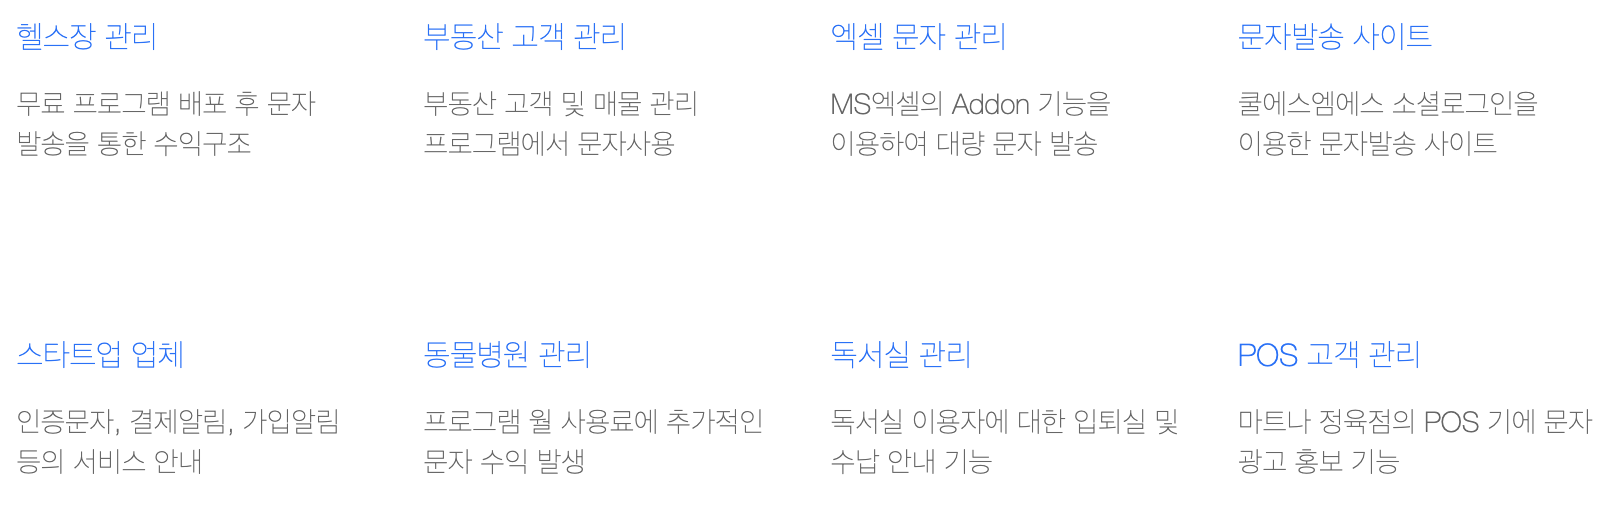 헬스장 관리
무료 프로그램 배포 후 문자
발송을 통한 수익구조
부동산 고객 관리
부동산 고객 및 매물 관리
프로그램에서 문자사용
엑셀 문자 관리
MS엑셀의 Addon 기능을
이용하여 대량 문자 발송
문자발송 사이트
쿨에스엠에스 소셜로그인을
이용한 문자발송 사이트
스타트업 업체
인증문자, 결제알림, 가입알림
등의 서비스 안내
동물병원 관리
프로그램 월 사용료에 추가적인
문자 수익 발생
독서실 관리
독서실 이용자에 대한 입퇴실 및
수납 안내 기능
POS 고객 관리
마트나 정육점의 POS 기에 문자
광고 홍보 기능